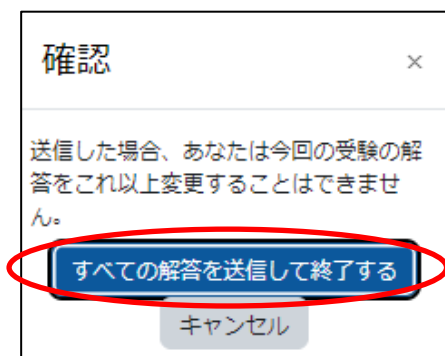 確認
×
送信した場合、あなたは今回の受験の解
答をこれ以上変更することはできませ
ん。
すべての解答を送信して終了する
キャンセル